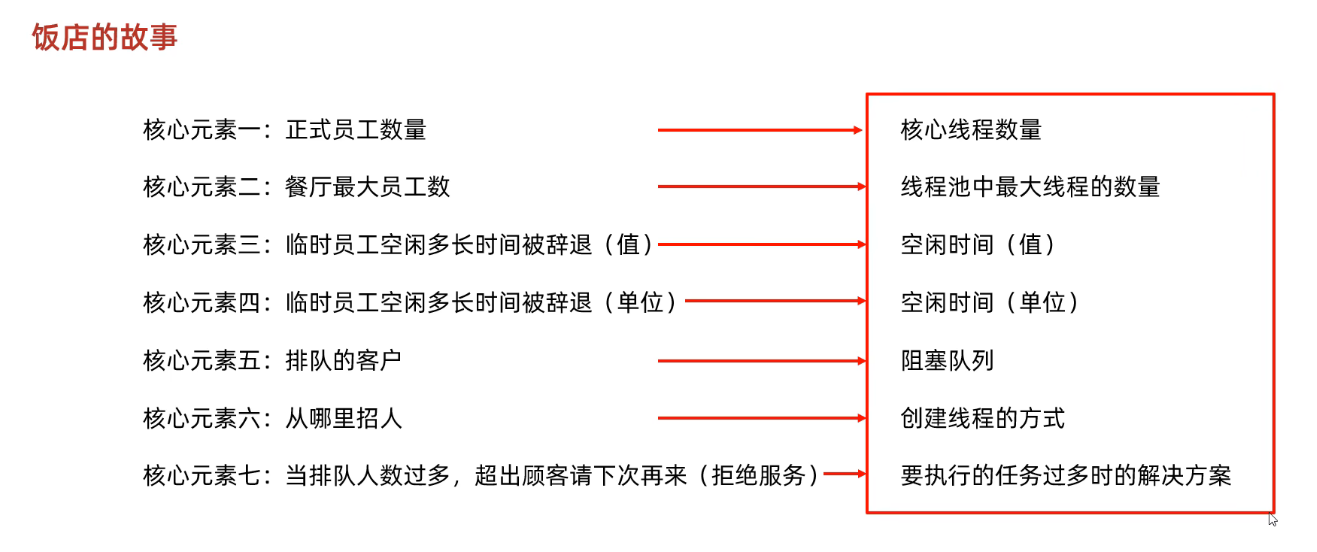 饭店的故事
核心元素一：正式员工数量 核心线程数量
核心元素二：餐厅最大员工数 线程池中最大线程的数量
核心元素三：临时员工空闲多长时间被辞退（值） 空闲时间（值）
核心元素四：临时员工空闲多长时间被辞退（单位） 空闲时间（单位）
核心元素五：排队的客户 阻塞队列
核心元素六：从哪里招人 创建线程的方式
核心元素七：当排队人数过多，超出顾客请下次再来（拒绝服务） 要执行的任务过多时的解决方案